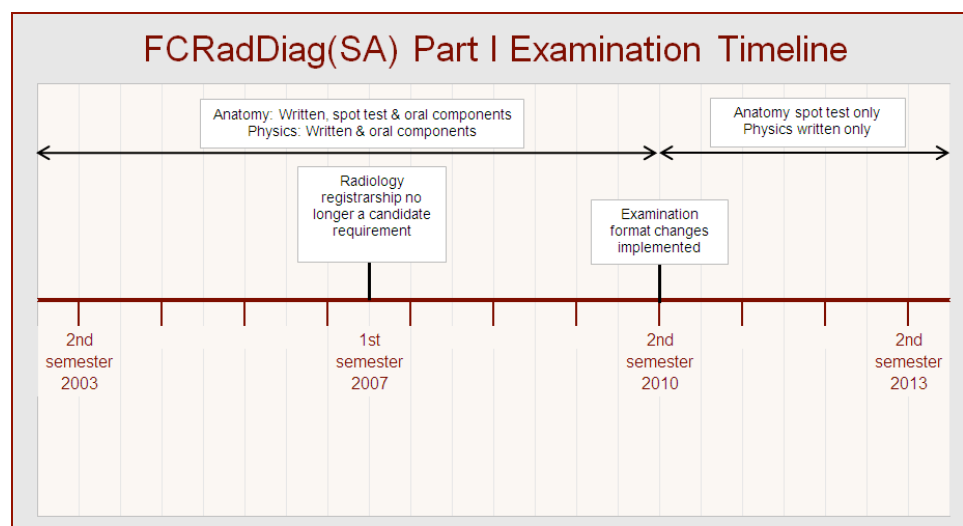 FCRadDiag(SA) Part I Examination Timeline
Anatomy: Written, spot test & oral components
Physics: Written & oral components
Anatomy spot test only
Physics written only
Radiology
registrarship no
longer a candidate
requirement
Examination
format changes
implemented
2nd
semester
2003
1st
semester
2007
2nd
semester
2010
2nd
semester
2013